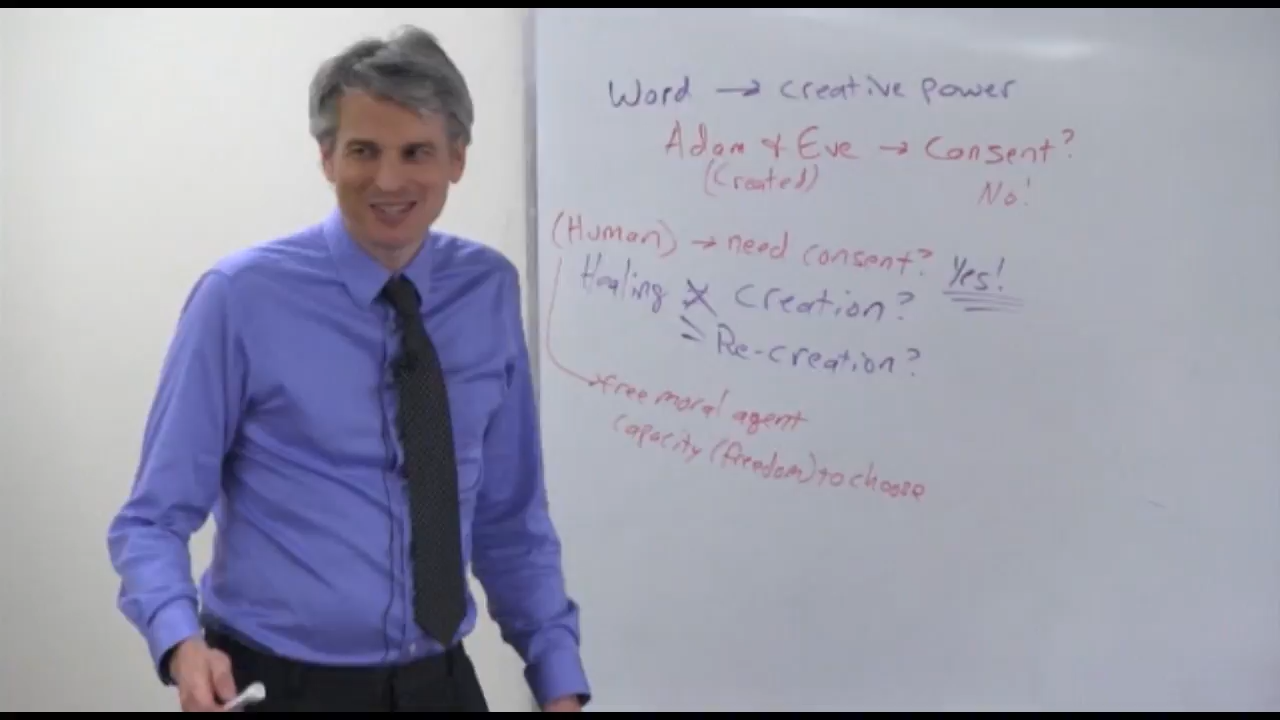 Word → creative power
Adam & Eve → Consent?
(Created) No!
(Human) → need consent? Yes!
Healing ≠ Creation?
= Re-creation?
free moral agent
capacity (freedom) to choose